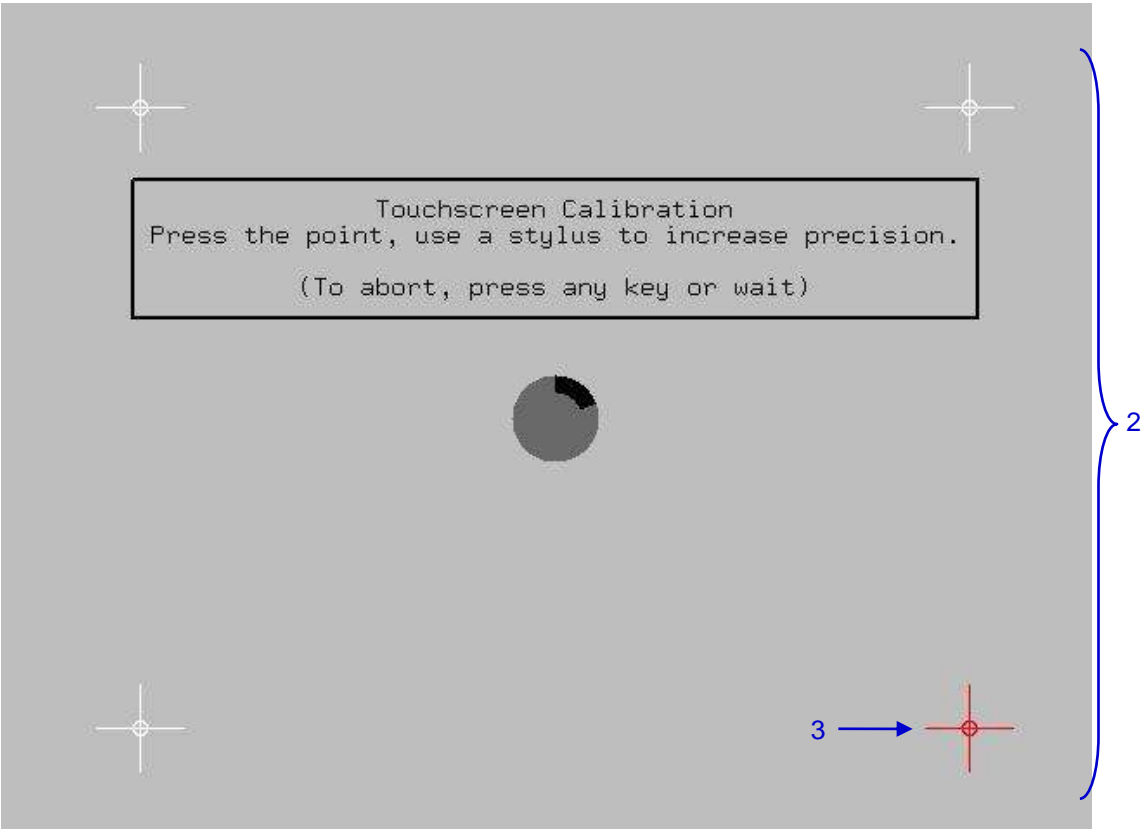 Touchscreen Calibration
Press the point, use a stylus to increase precision.
(To abort, press any key or wait)
2
3